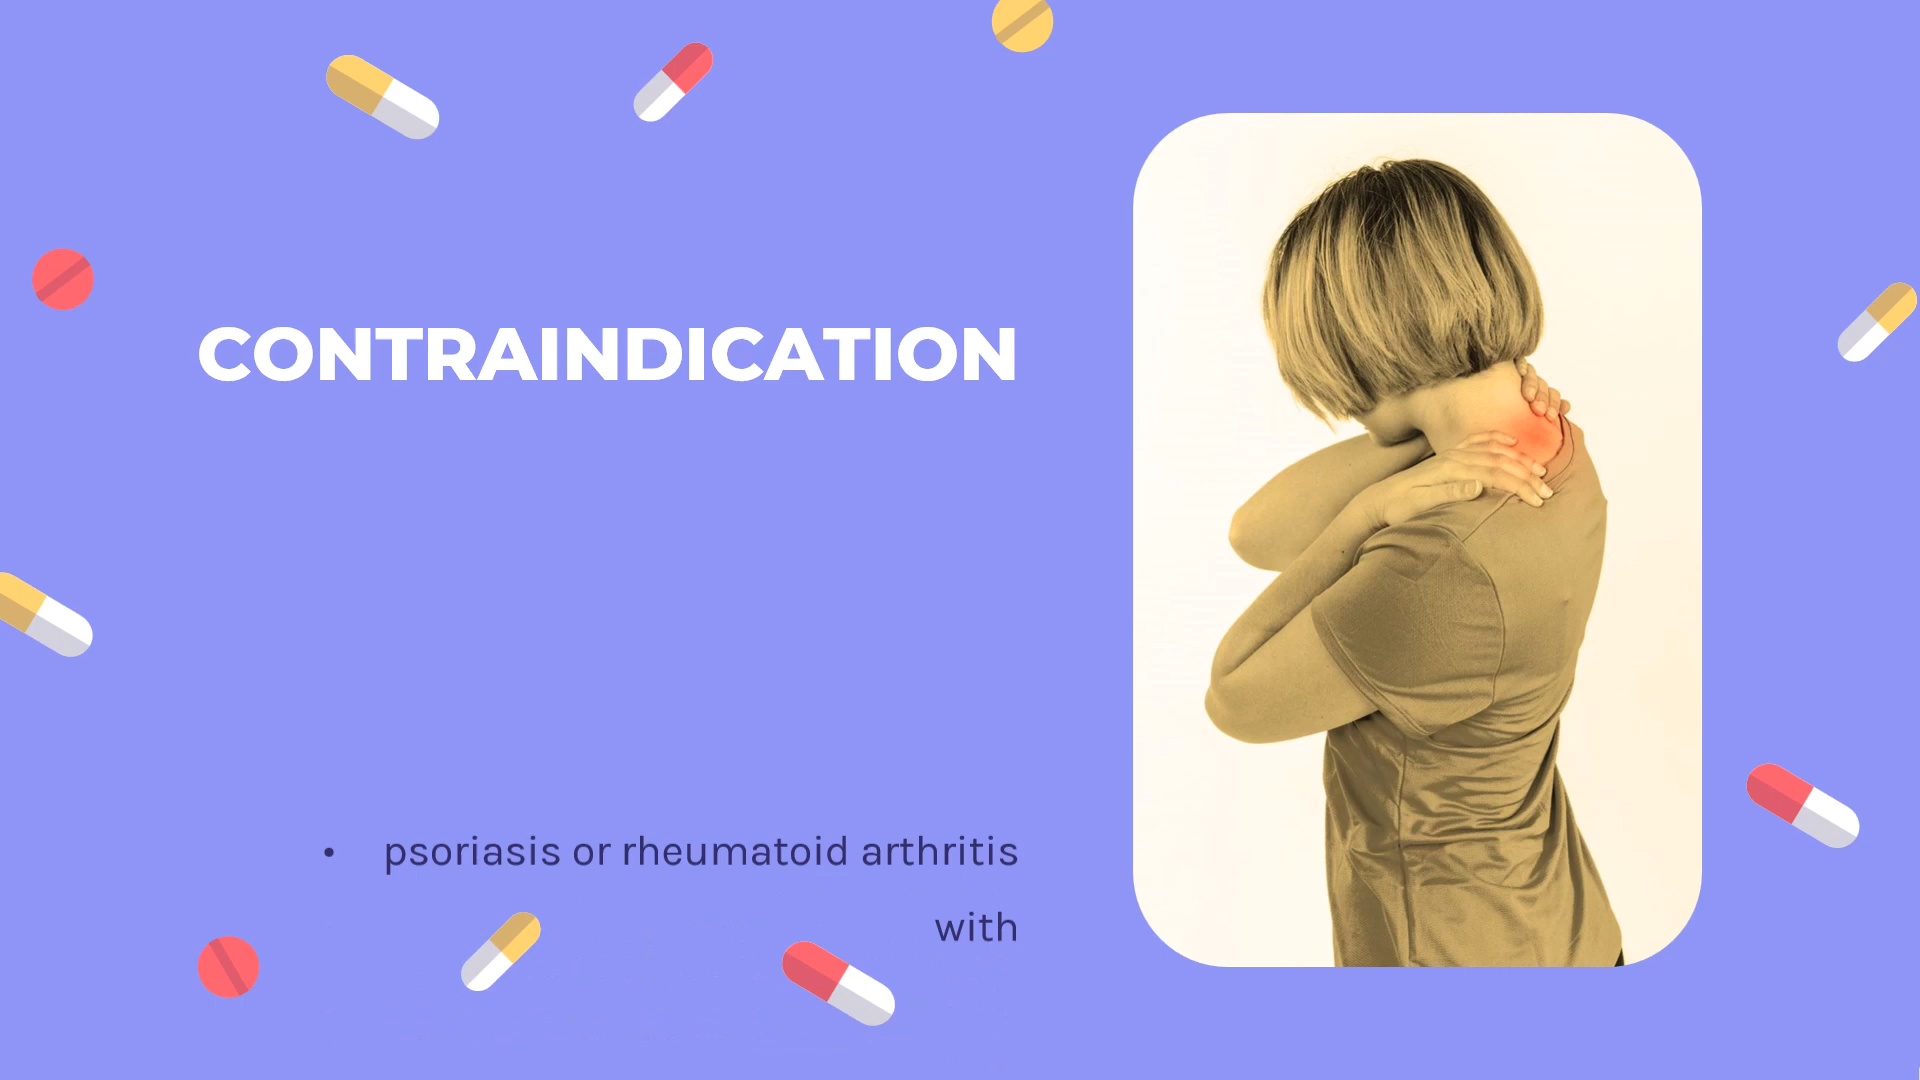 CONTRAINDICATION
• psoriasis or rheumatoid arthritis
with